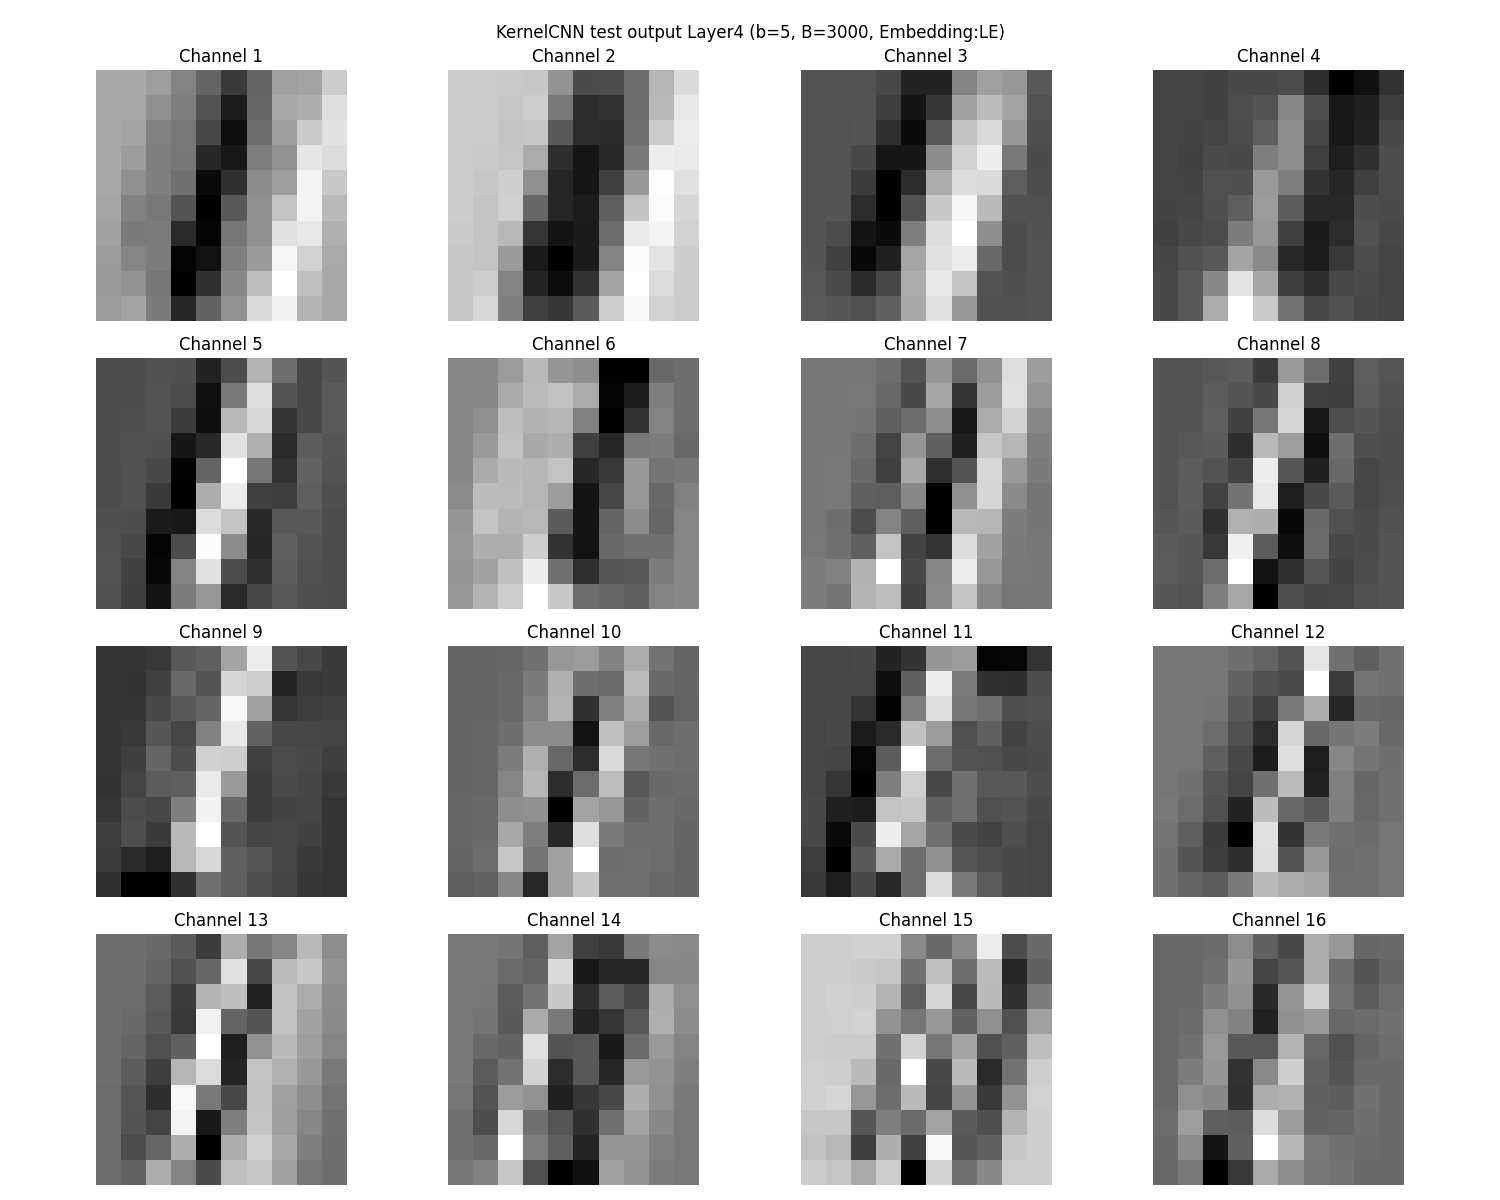 KernelCNN test output Layer4 (b=5, B=3000, Embedding:LE)
Channel 1
Channel 2
Channel 3
Channel 4
Channel 5
Channel 6
Channel 7
Channel 8
Channel 9
Channel 10
Channel 11
Channel 12
Channel 13
Channel 14
Channel 15
Channel 16